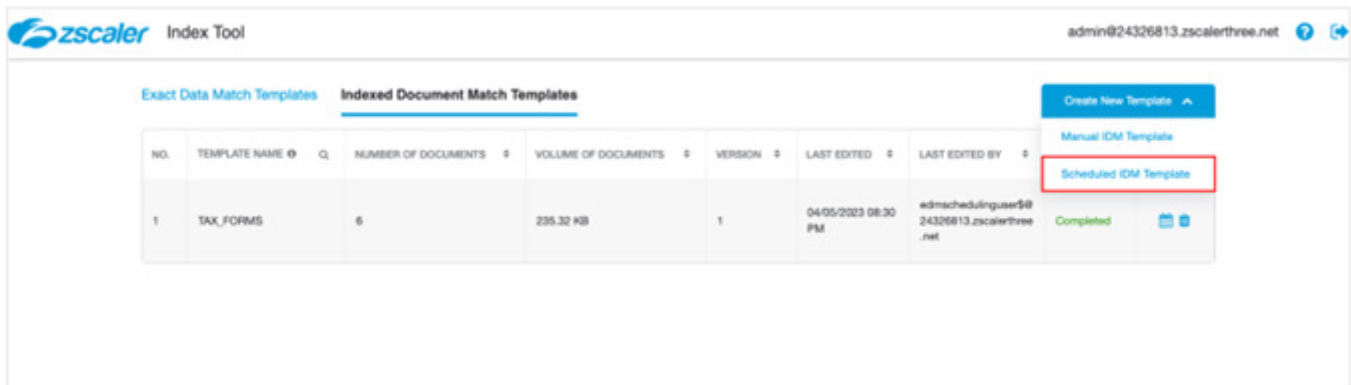 zscaler Index Tool admin@24326813.zscalerthree.net
Exact Data Match Templates Indexed Document Match Templates Create New Template
Manual IDM Template
NO. TEMPLATE NAME NUMBER OF DOCUMENTS VOLUME OF DOCUMENTS VERSION LAST EDITED LAST EDITED BY
Scheduled IDM Template
1 TAX_FORMS 6 235.32 KB 1 04/05/2023 08:30 PM edmschedulinguser$@24326813.zscalerthree.net Completed